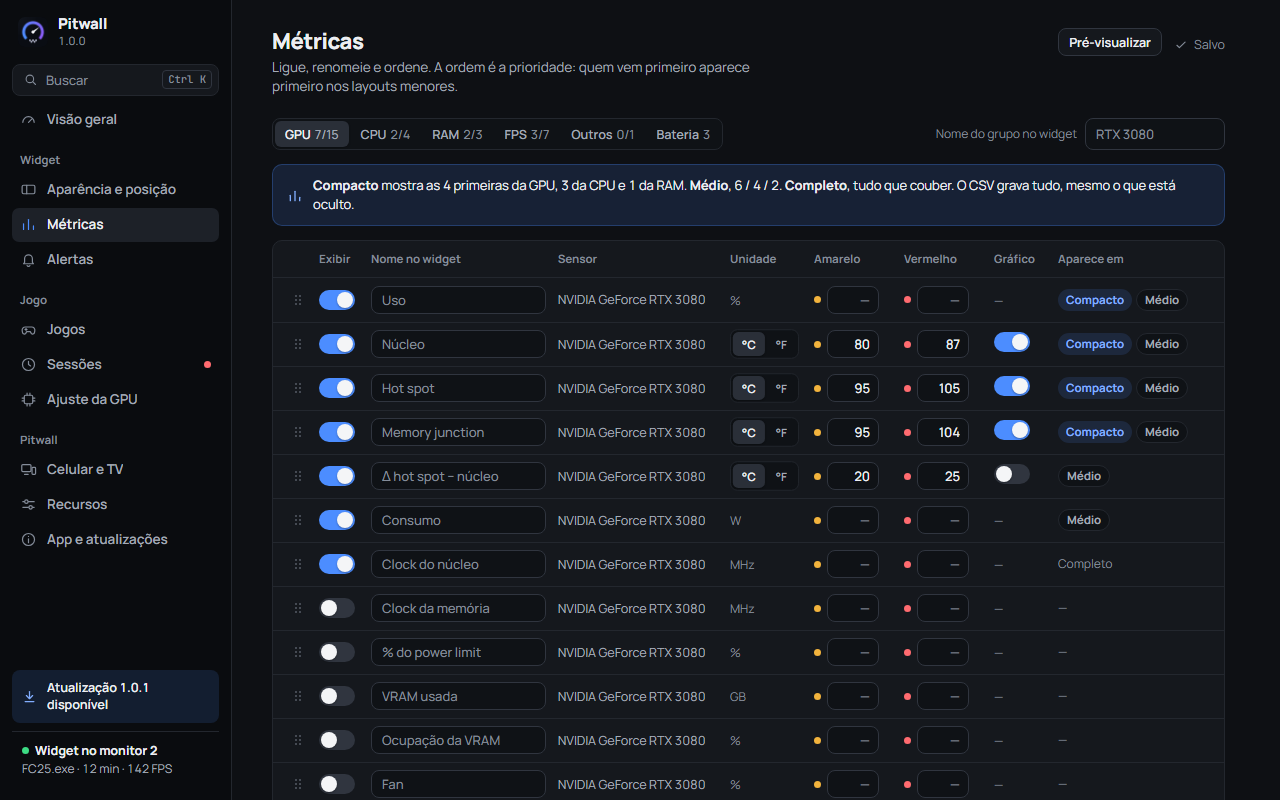 Pitwall
1.0.0
Buscar
Ctrl K
Visão geral
Widget
Aparência e posição
Métricas
Alertas
Jogo
Jogos
Sessões
Ajuste da GPU
Pitwall
Celular e TV
Recursos
App e atualizações
Atualização 1.0.1
disponível
Widget no monitor 2
FC25.exe · 12 min · 142 FPS
Métricas
Ligue, renomeie e ordene. A ordem é a prioridade: quem vem primeiro aparece
primeiro nos layouts menores.
Pré-visualizar
Salvo
GPU 7/15 CPU 2/4 RAM 2/3 FPS 3/7 Outros 0/1 Bateria 3
Nome do grupo no widget RTX 3080
Compacto mostra as 4 primeiras da GPU, 3 da CPU e 1 da RAM. Médio, 6 / 4 / 2. Completo, tudo que couber. O CSV grava tudo, mesmo o que está
oculto.
Exibir Nome no widget Sensor Unidade Amarelo Vermelho Gráfico Aparece em
Uso NVIDIA GeForce RTX 3080 % — — — Compacto Médio
Núcleo NVIDIA GeForce RTX 3080 °C °F 80 87 Compacto Médio
Hot spot NVIDIA GeForce RTX 3080 °C °F 95 105 Compacto Médio
Memory junction NVIDIA GeForce RTX 3080 °C °F 95 104 Compacto Médio
Δ hot spot – núcleo NVIDIA GeForce RTX 3080 °C °F 20 25 Médio
Consumo NVIDIA GeForce RTX 3080 W — — — Médio
Clock do núcleo NVIDIA GeForce RTX 3080 MHz — — — Completo
Clock da memória NVIDIA GeForce RTX 3080 MHz — — — —
% do power limit NVIDIA GeForce RTX 3080 % — — — —
VRAM usada NVIDIA GeForce RTX 3080 GB — — — —
Ocupação da VRAM NVIDIA GeForce RTX 3080 % — — — —
Fan NVIDIA GeForce RTX 3080 % — — — —